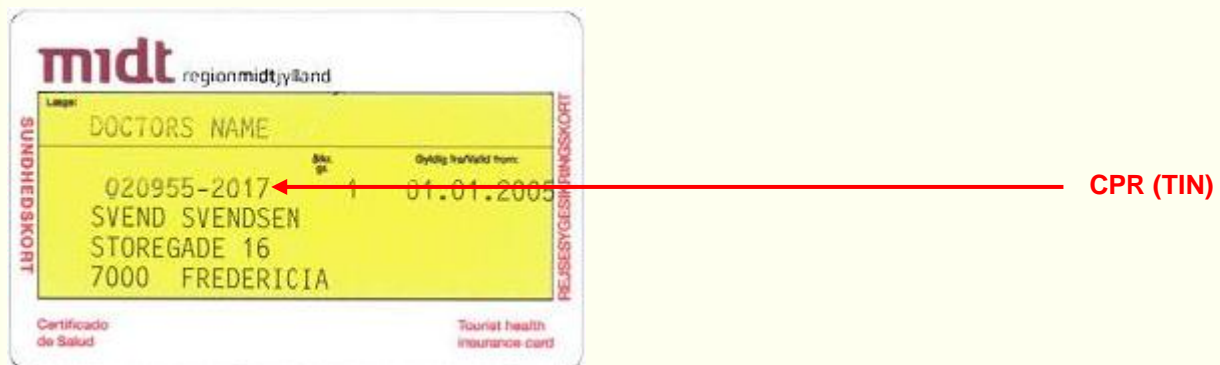 midt regionmidtjylland
Læge:
DOCTORS NAME
Sikr. gr. Gyldig fra/Valid from:
020955-2017 1 01.01.2005
SVEND SVENDSEN
STOREGADE 16
7000 FREDERICIA
SUNDHEDSKORT
REJSESYGESIKRINGSKORT
Certificado
de Salud
Tourist health
insurance card
CPR (TIN)